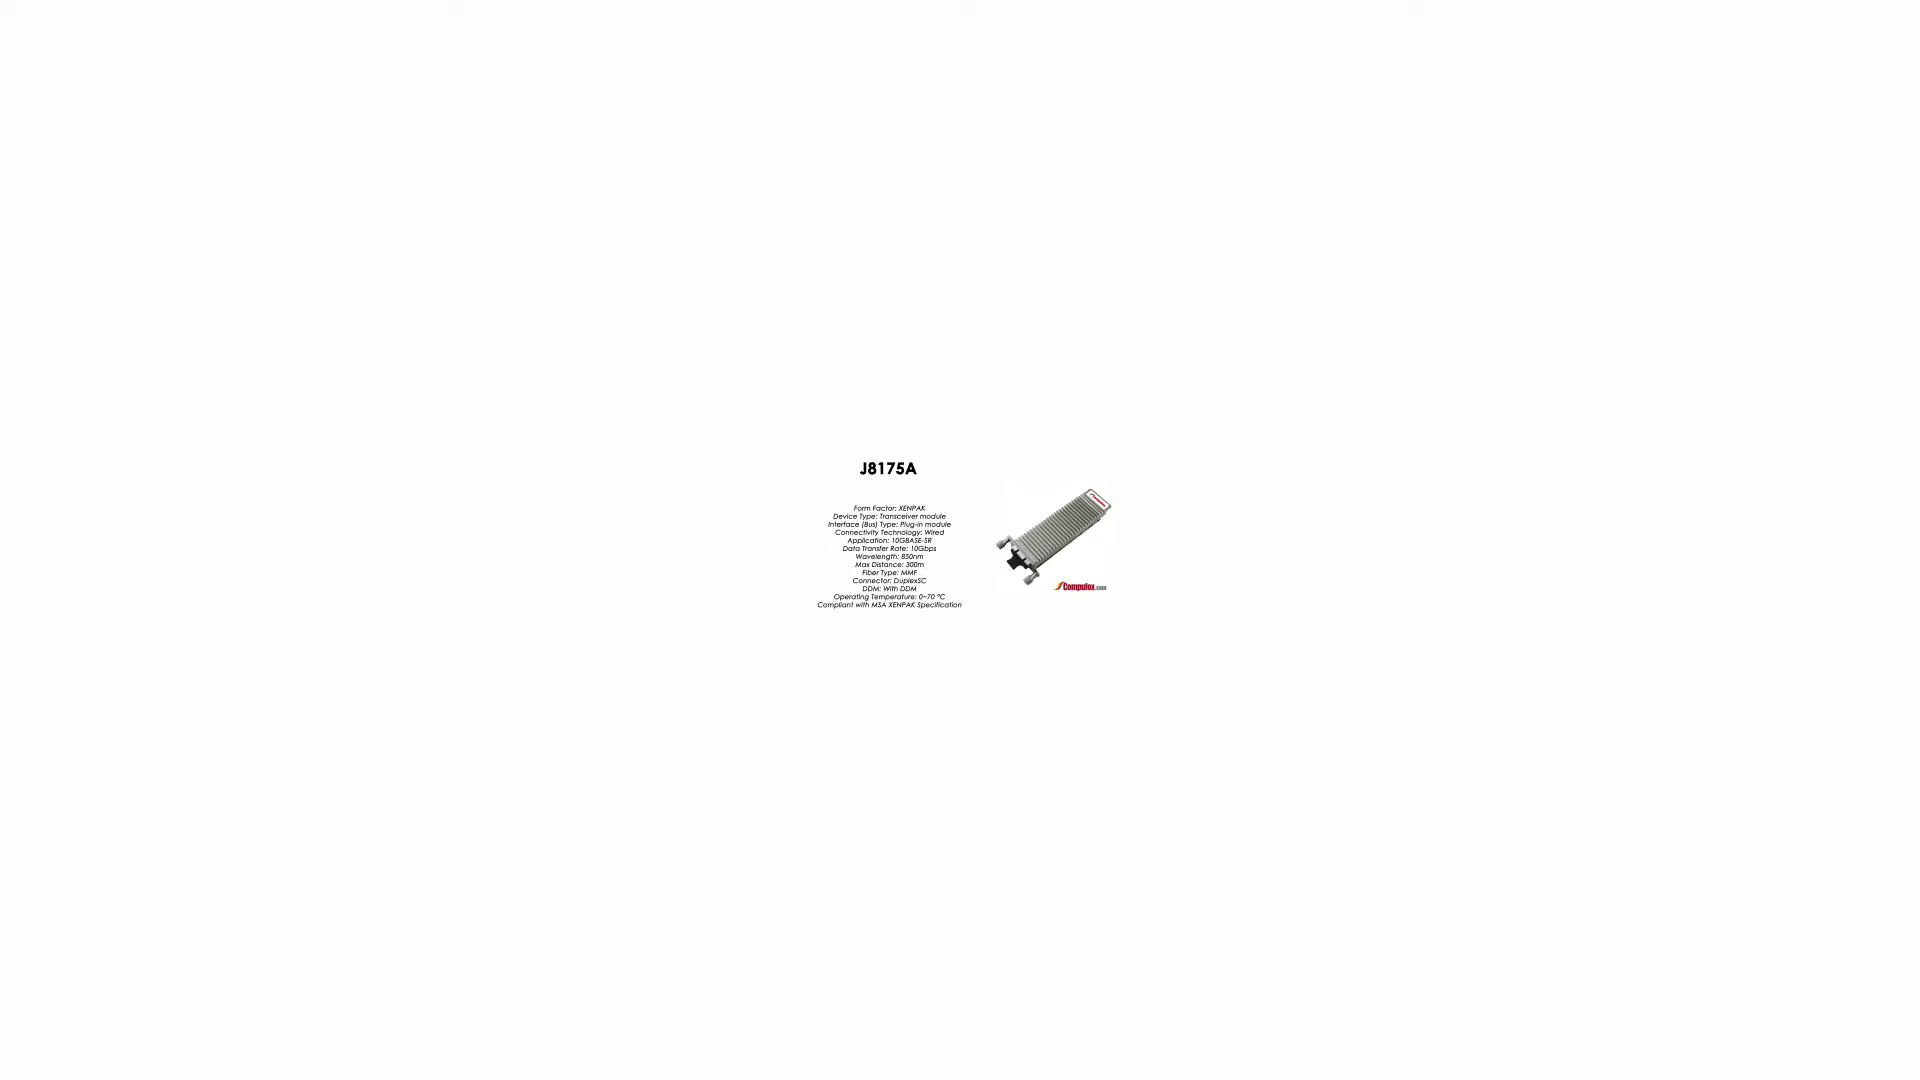 J8175A
Form Factor: XENPAK
Device Type: Transceiver module
Interface (Bus) Type: Plug-in module
Connectivity Technology: Wired
Application: 10GBASE-SR
Data Transfer Rate: 10Gbps
Wavelength: 850nm
Max Distance: 300m
Fiber Type: MMF
Connector: DuplexSC
DDM: With DDM
Operating Temperature: 0~70 °C
Compliant with MSA XENPAK Specification
Compufox.com